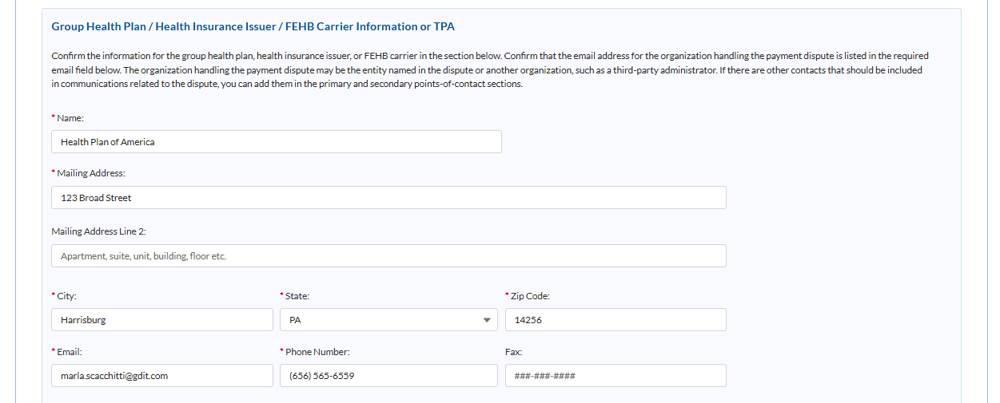 Group Health Plan / Health Insurance Issuer / FEHB Carrier Information or TPA
Confirm the information for the group health plan, health insurance issuer, or FEHB carrier in the section below. Confirm that the email address for the organization handling the payment dispute is listed in the required
email field below. The organization handling the payment dispute may be the entity named in the dispute or another organization, such as a third-party administrator. If there are other contacts that should be included
in communications related to the dispute, you can add them in the primary and secondary points-of-contact sections.
* Name:
Health Plan of America
* Mailing Address:
123 Broad Street
Mailing Address Line 2:
Apartment, suite, unit, building, floor etc.
* City: * State: * Zip Code:
Harrisburg PA 14256
* Email: * Phone Number: Fax:
marla.scacchitti@gdit.com (656) 565-6559 ###-###-####